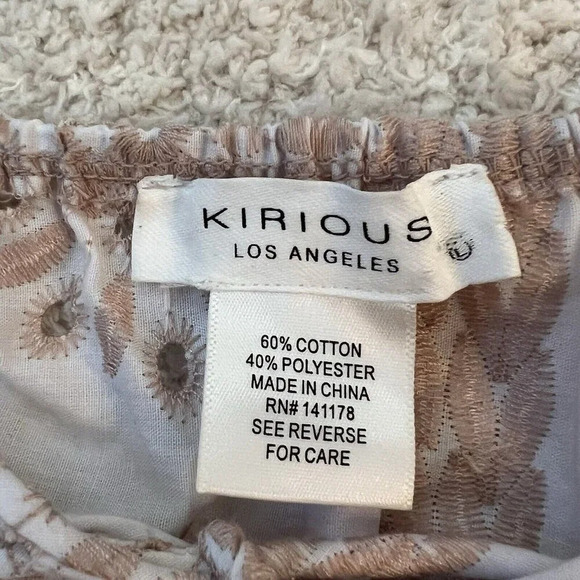 KIRIOUS
LOS ANGELES
L
60% COTTON
40% POLYESTER
MADE IN CHINA
RN# 141178
SEE REVERSE
FOR CARE